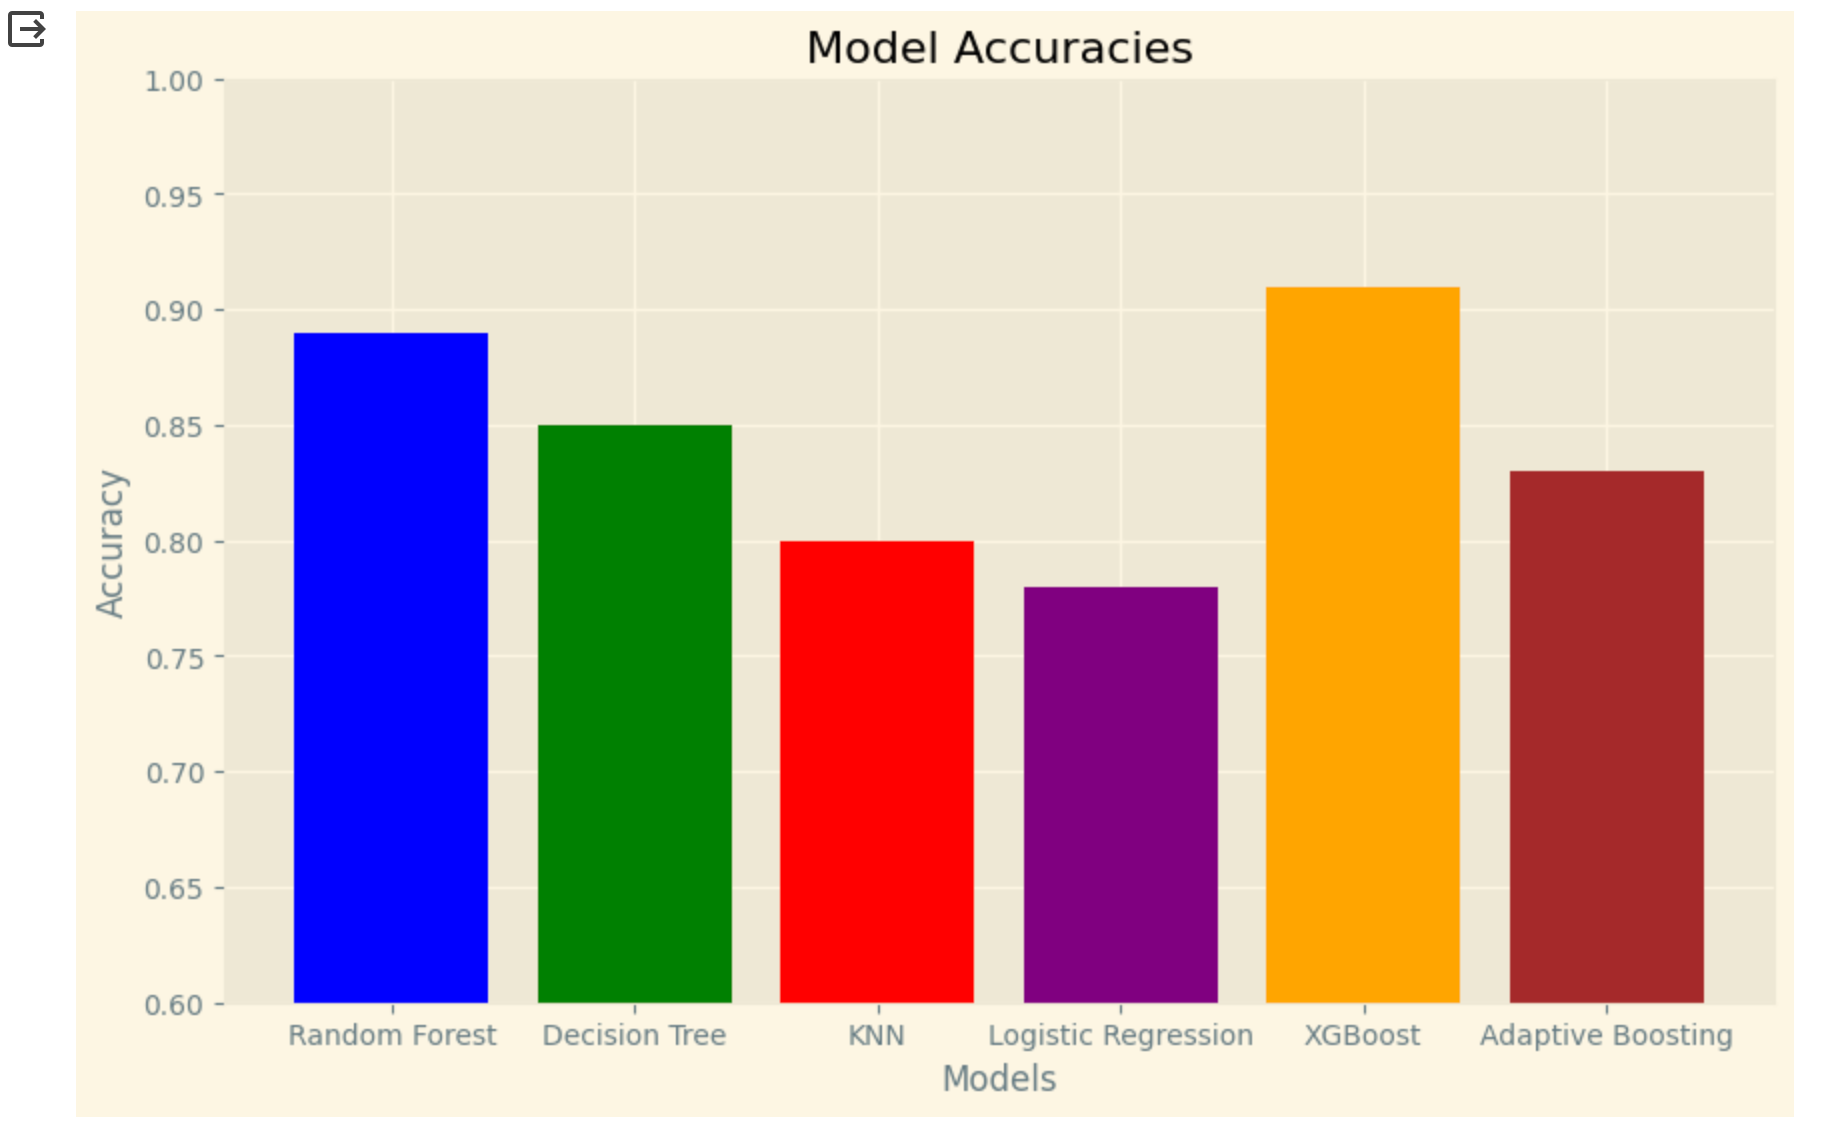 Model Accuracies
1.00
0.95
0.90
0.85
0.80
0.75
0.70
0.65
0.60
Accuracy
Random Forest Decision Tree KNN Logistic Regression XGBoost Adaptive Boosting
Models